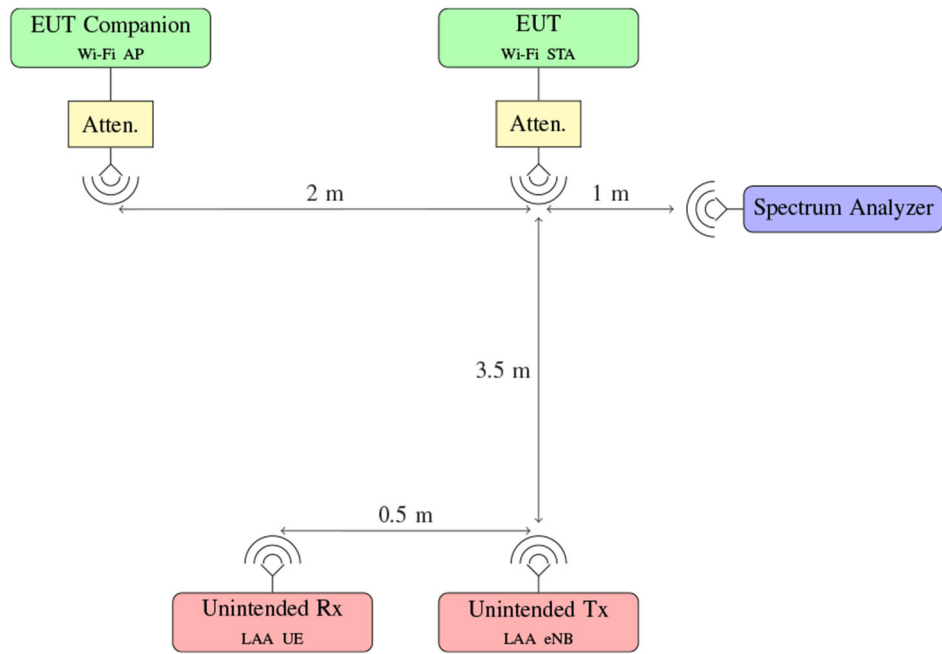 EUT Companion
Wi-Fi AP
EUT
Wi-Fi STA
Atten.
Atten.
2 m
1 m
Spectrum Analyzer
3.5 m
0.5 m
Unintended Rx
LAA UE
Unintended Tx
LAA eNB